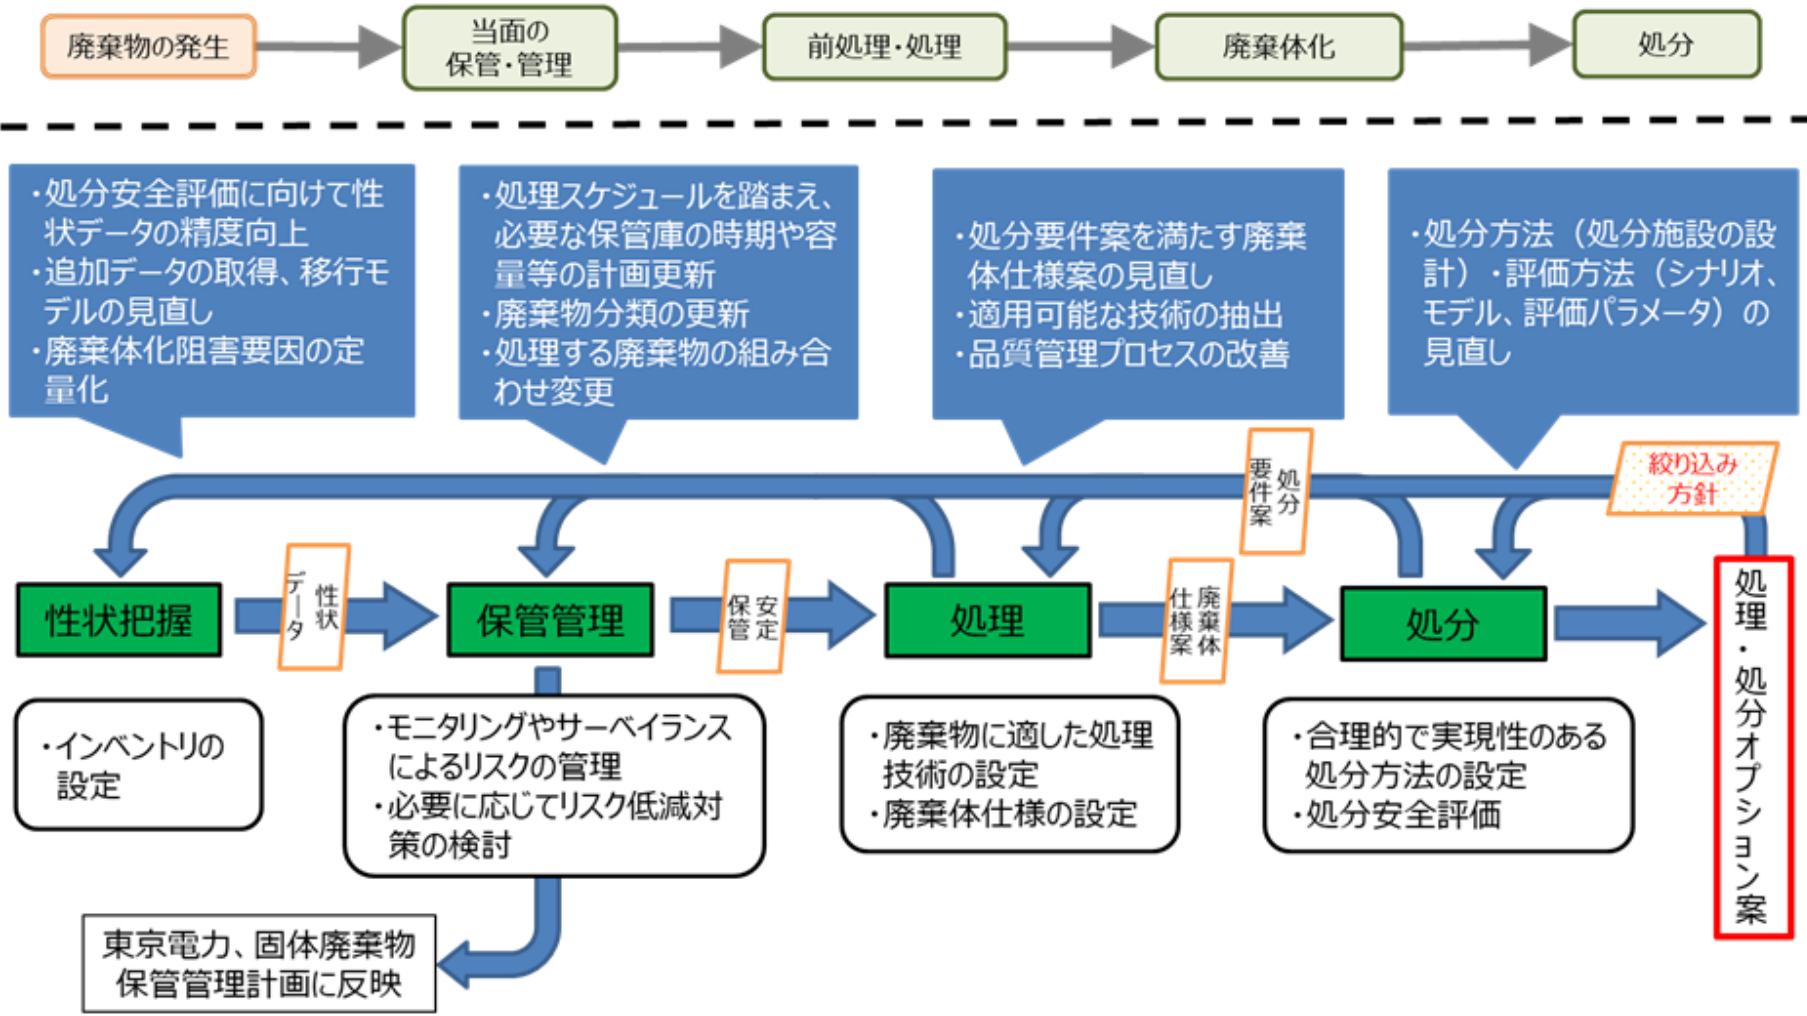 廃棄物の発生
当面の
保管・管理
前処理・処理
廃棄体化
処分
・処分安全評価に向けて性
状データの精度向上
・追加データの取得、移行モ
デルの見直し
・廃棄体化阻害要因の定
量化
・処理スケジュールを踏まえ、
必要な保管庫の時期や容
量等の計画更新
・廃棄物分類の更新
・処理する廃棄物の組み合
わせ変更
・処分要件案を満たす廃棄
体仕様案の見直し
・適用可能な技術の抽出
・品質管理プロセスの改善
・処分方法（処分施設の設
計）・評価方法（シナリオ、
モデル、評価パラメータ）の
見直し
処分
要件案
絞り込み
方針
性状把握
性状
データ
保管管理
安定
保管
処理
廃棄体
仕様案
処分
処理・処分オプション案
・インベントリの
設定
・モニタリングやサーベイランス
によるリスクの管理
・必要に応じてリスク低減対
策の検討
・廃棄物に適した処理
技術の設定
・廃棄体仕様の設定
・合理的で実現性のある
処分方法の設定
・処分安全評価
東京電力、固体廃棄物
保管管理計画に反映